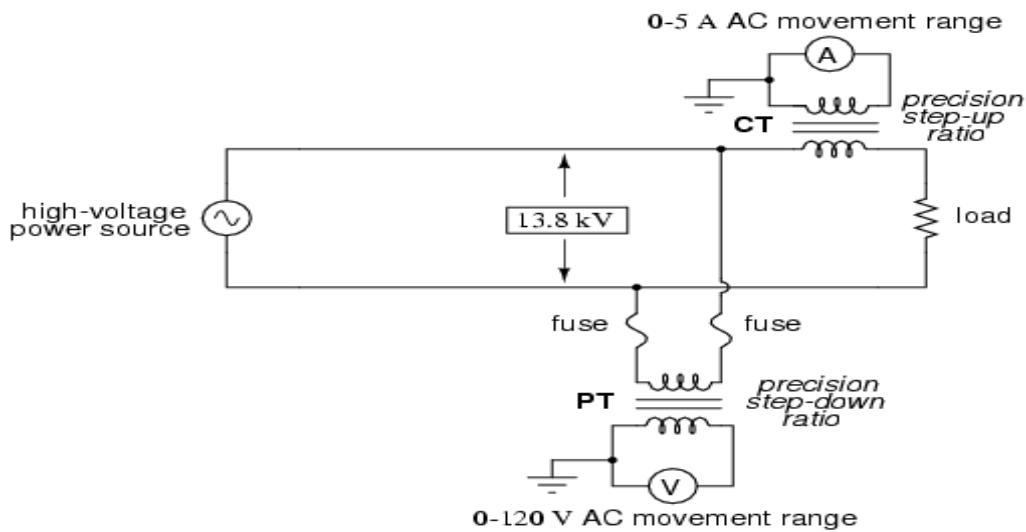 0-5 A AC movement range
A
precision
step-up
ratio
CT
high-voltage
power source
13.8 kV
load
fuse
fuse
PT
precision
step-down
ratio
V
0-120 V AC movement range